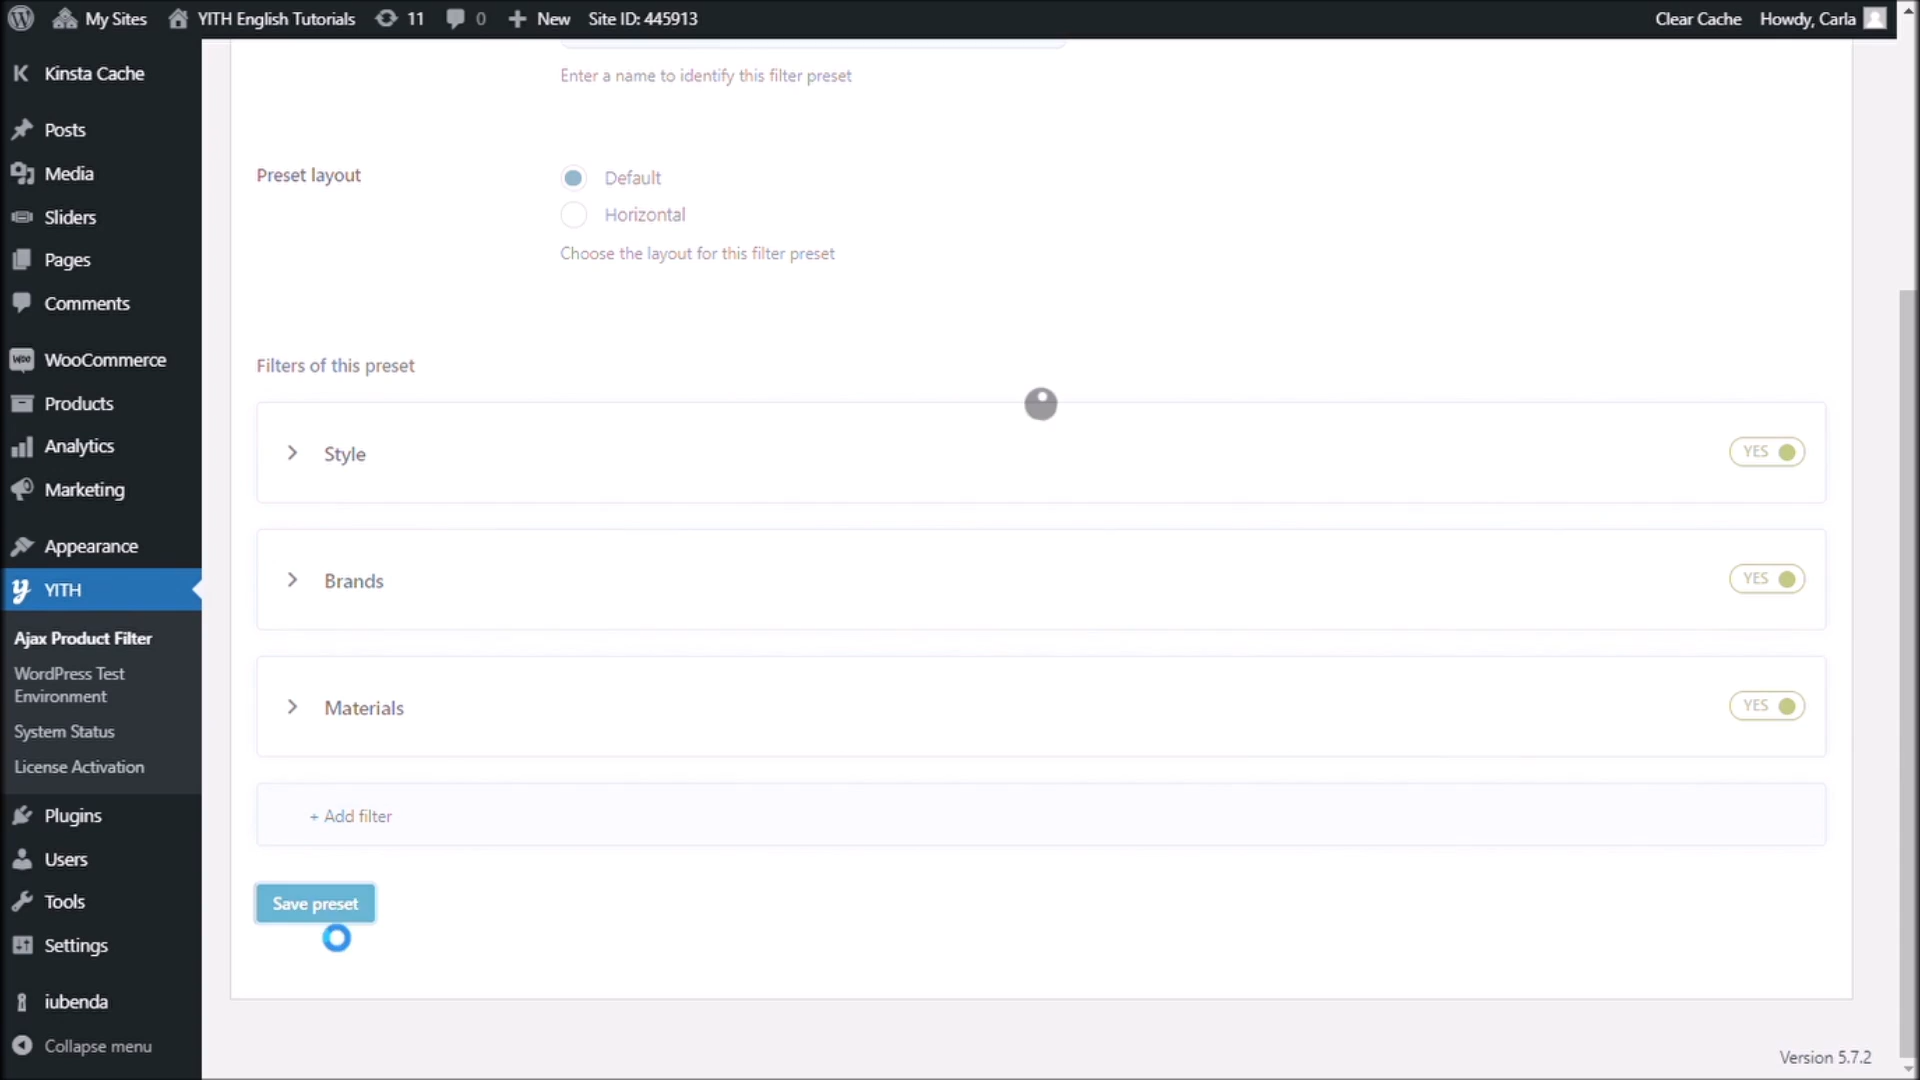 My Sites
YITH English Tutorials
11
0
New
Site ID: 445913
Clear Cache
Howdy, Carla
Kinsta Cache
Posts
Media
Sliders
Pages
Comments
WooCommerce
Products
Analytics
Marketing
Appearance
YITH
Ajax Product Filter
WordPress Test
Environment
System Status
License Activation
Plugins
Users
Tools
Settings
iubenda
Collapse menu
Enter a name to identify this filter preset
Preset layout
Default
Horizontal
Choose the layout for this filter preset
Filters of this preset
Style
YES
Brands
YES
Materials
YES
+ Add filter
Save preset
Version 5.7.2